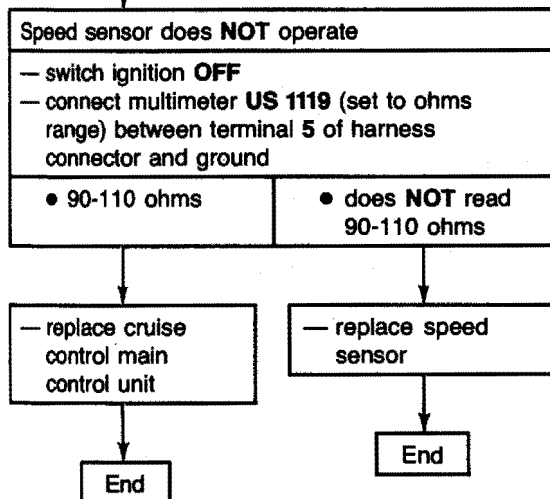 Speed sensor does NOT operate
— switch ignition OFF
— connect multimeter US 1119 (set to ohms
range) between terminal 5 of harness
connector and ground
• 90-110 ohms
• does NOT read
90-110 ohms
— replace cruise
control main
control unit
— replace speed
sensor
End
End